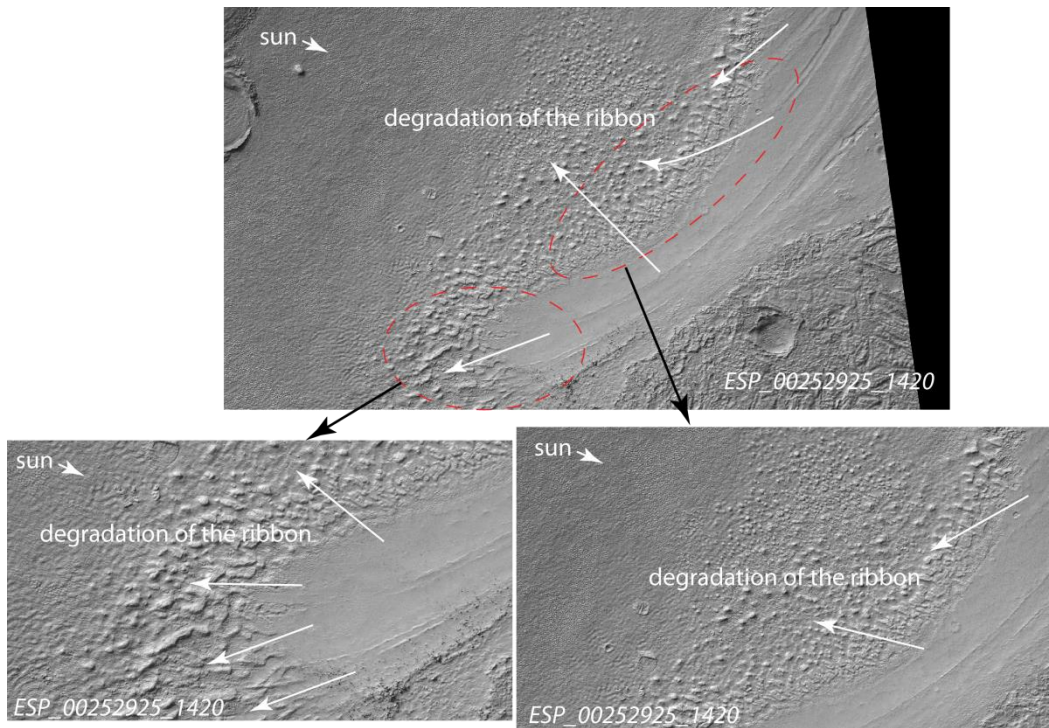 sun
degradation of the ribbon
ESP_00252925_1420
sun
degradation of the ribbon
ESP_00252925_1420
sun
degradation of the ribbon
ESP_00252925_1420